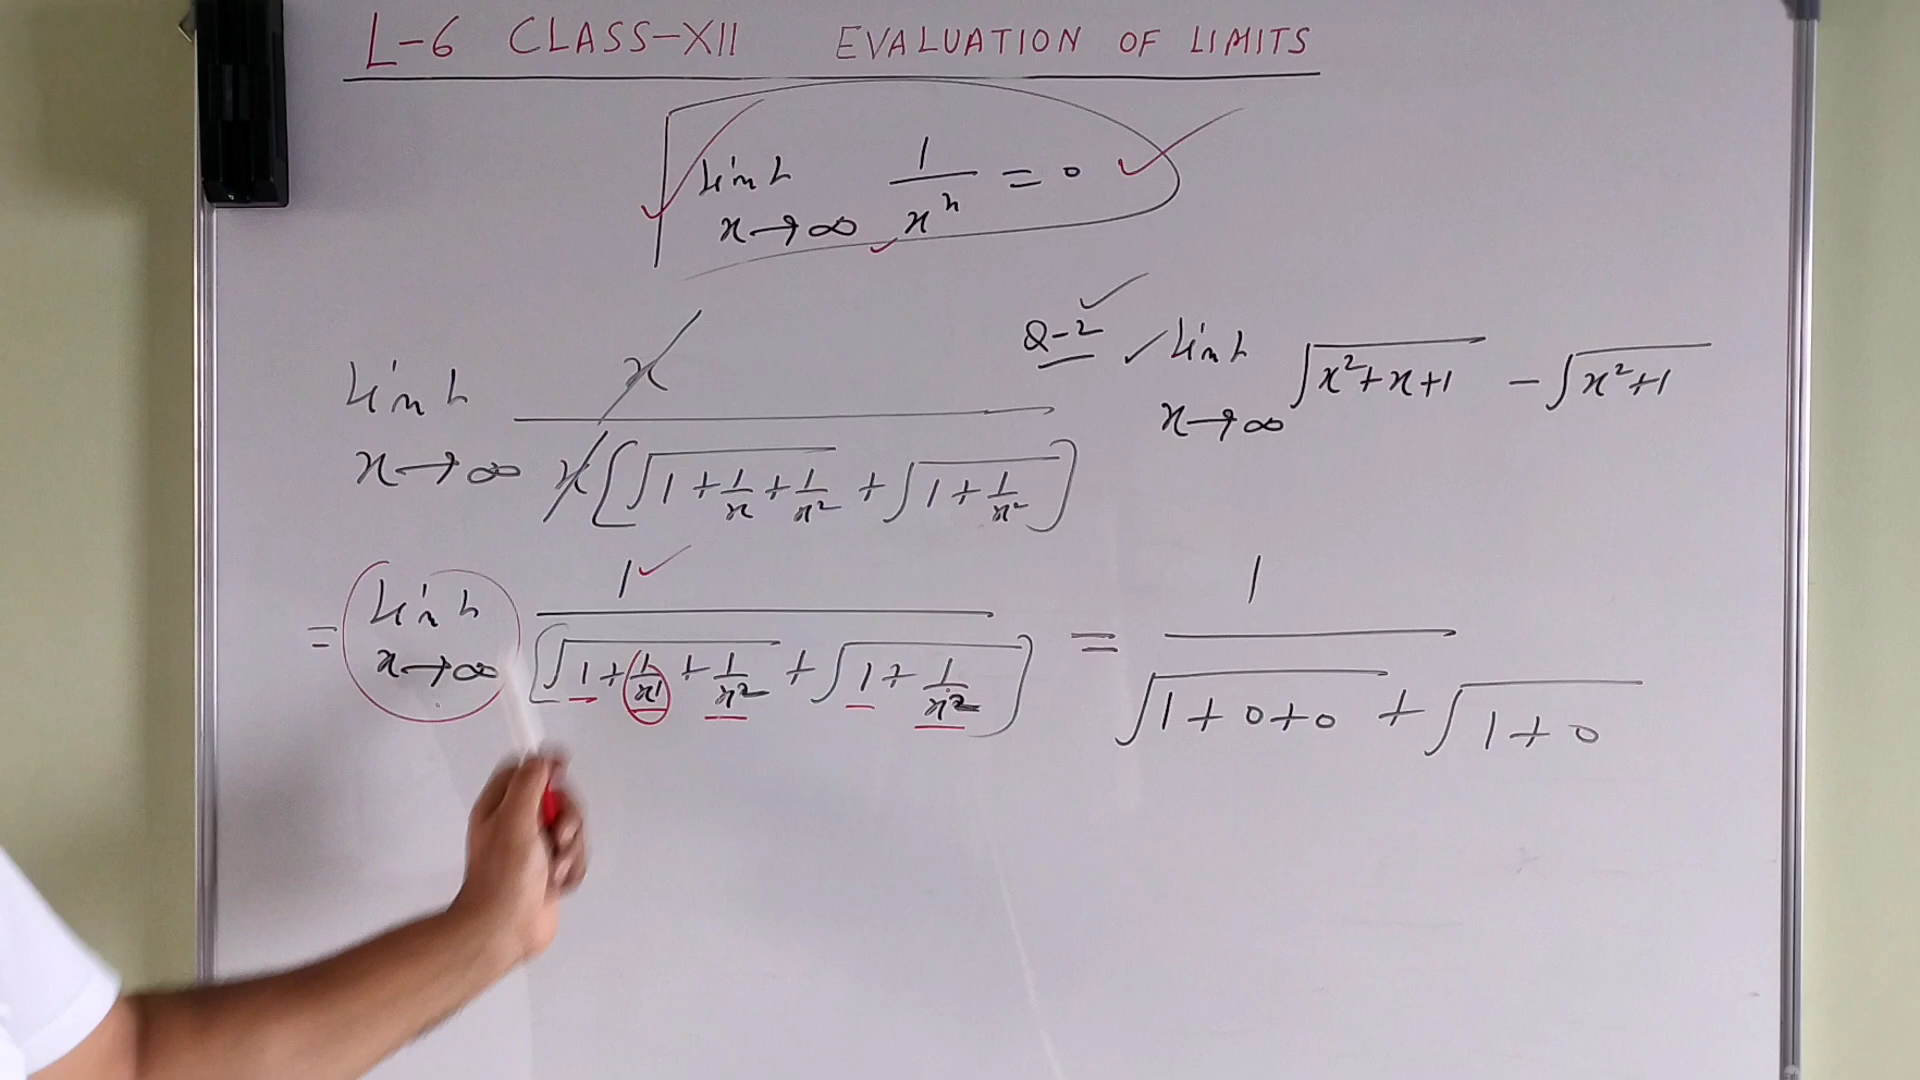 L-6 CLASS-XII EVALUATION OF LIMITS
Limit x→∞ 1/xⁿ = 0
Q-2 Limit x→∞ √(x²+x+1) - √(x²+1)
Limit x→∞ x / x[√(1+1/x+1/x²) + √(1+1/x²)]
= Limit x→∞ 1 / [√(1+1/x¹+1/x²) + √(1+1/x²)] = 1 / √(1+0+0) + √(1+0)